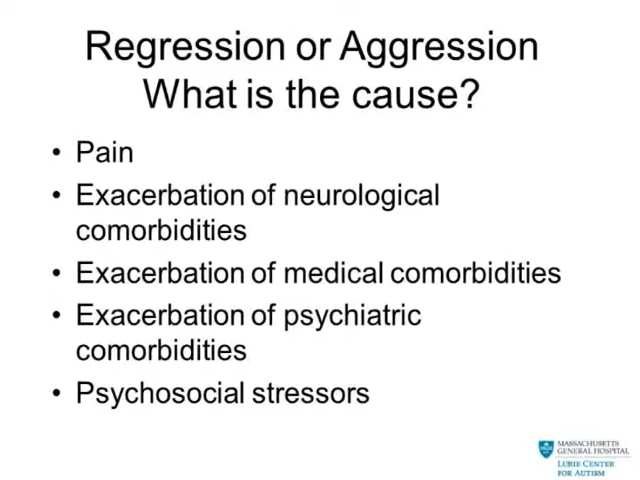 Regression or Aggression
What is the cause?
• Pain
• Exacerbation of neurological
comorbidities
• Exacerbation of medical comorbidities
• Exacerbation of psychiatric
comorbidities
• Psychosocial stressors
MASSACHUSETTS
GENERAL HOSPITAL
LURIE CENTER
FOR AUTISM